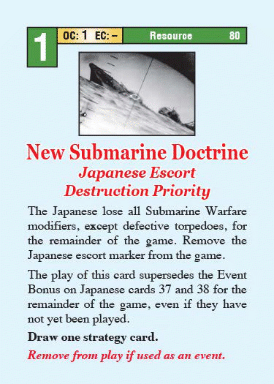 1 OC: 1 EC: – Resource 80
New Submarine Doctrine
Japanese Escort
Destruction Priority
The Japanese lose all Submarine Warfare
modifiers, except defective torpedoes, for
the remainder of the game. Remove the
Japanese escort marker from the game.
The play of this card supersedes the Event
Bonus on Japanese cards 37 and 38 for the
remainder of the game, even if they have
not yet been played.
Draw one strategy card.
Remove from play if used as an event.